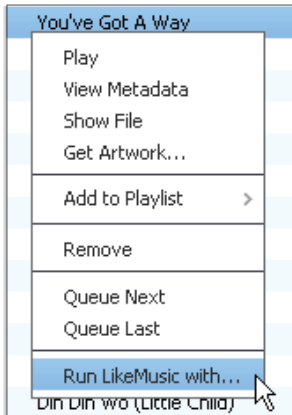 You've Got A Way
Play
View Metadata
Show File
Get Artwork...
Add to Playlist >
Remove
Queue Next
Queue Last
Run LikeMusic with...
Din Din Wo (Little Child)